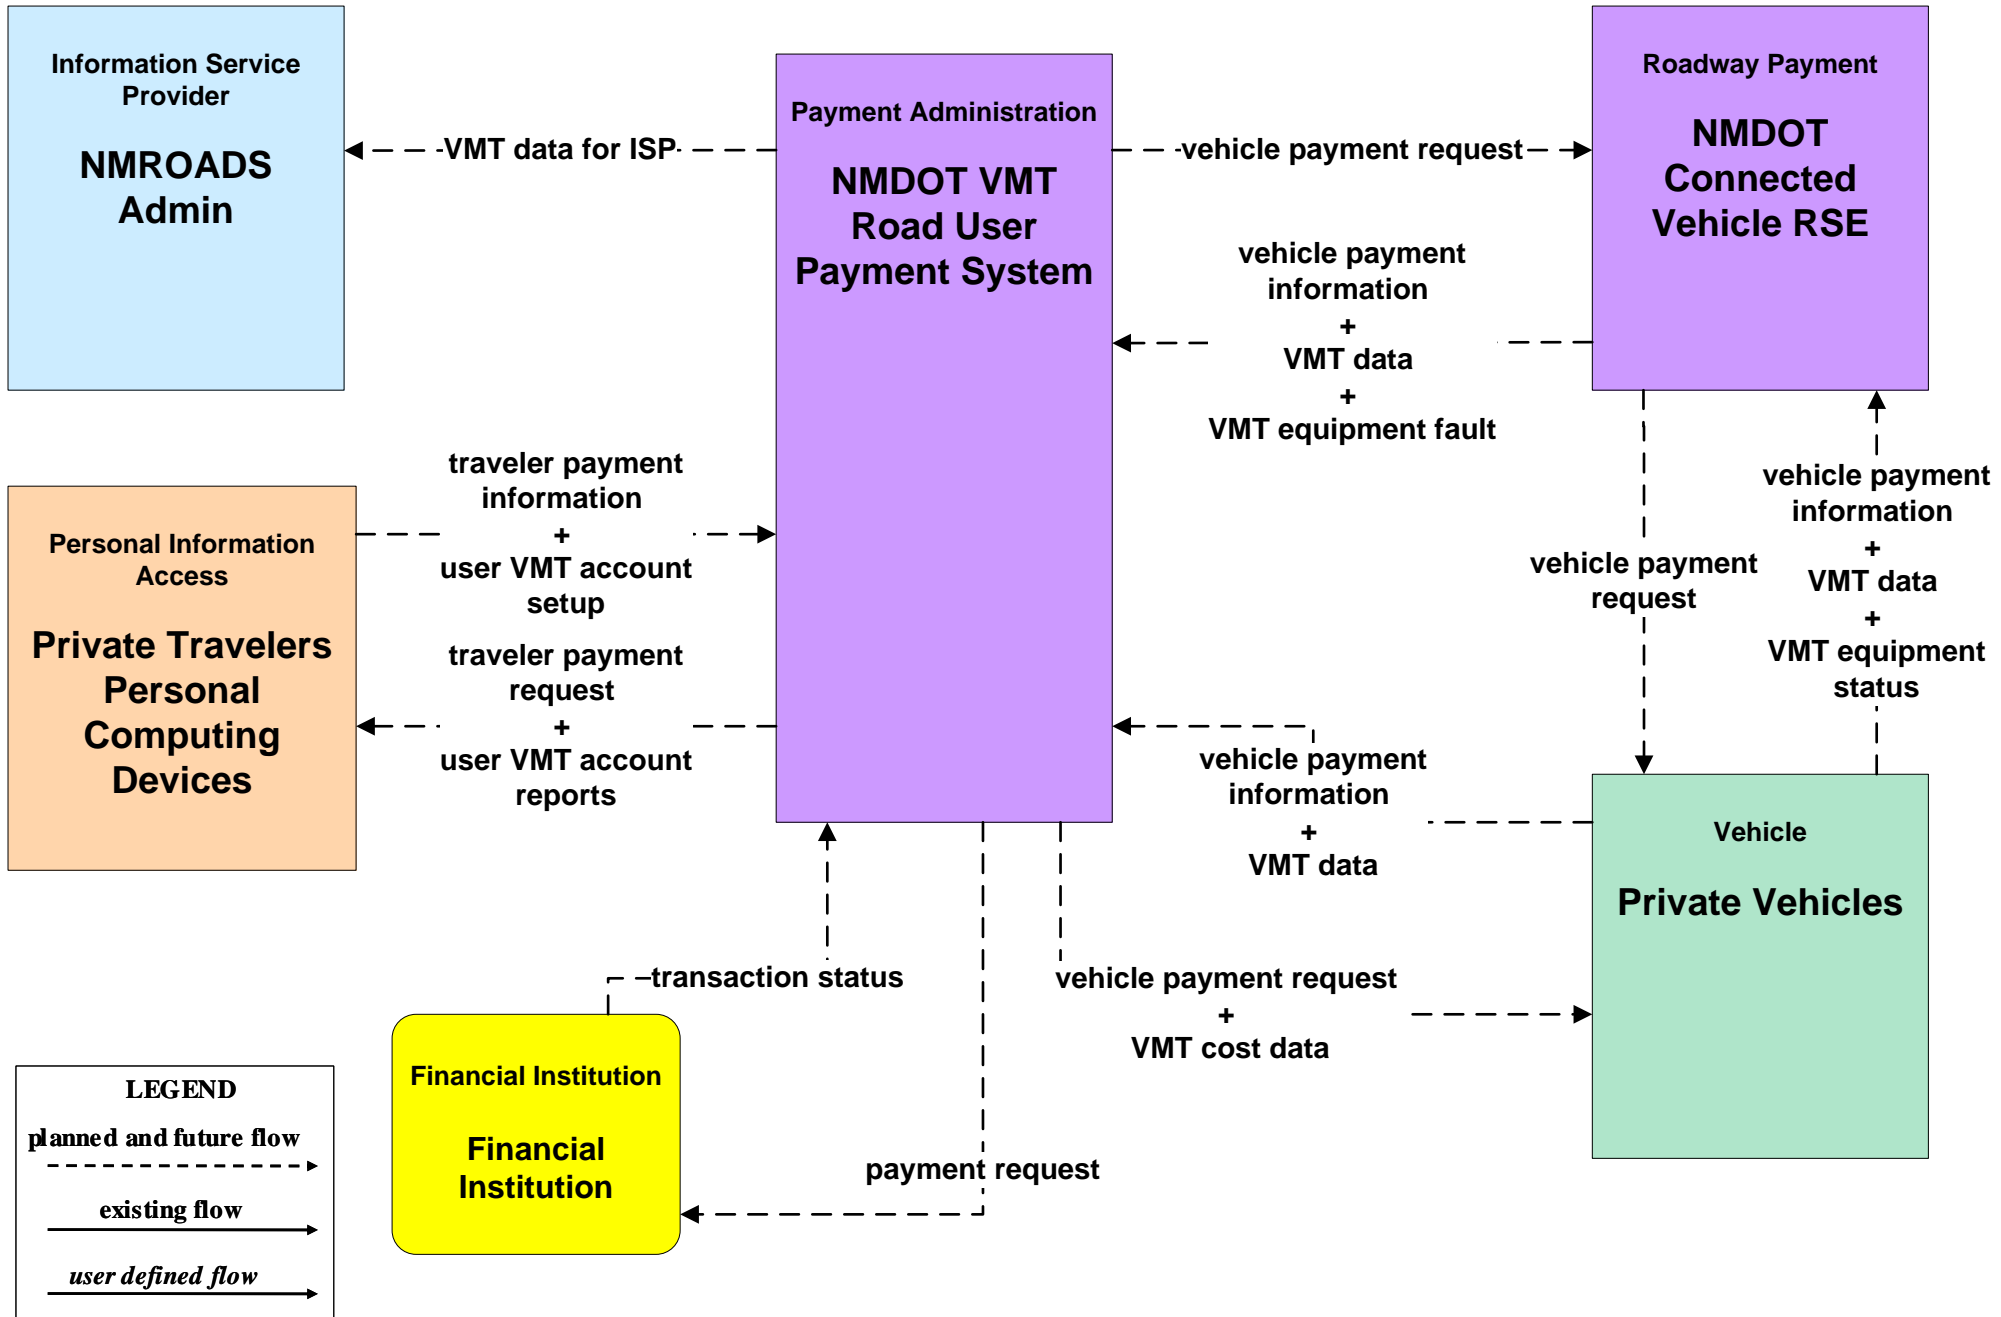 Information Service
Provider
NMROADS
Admin
VMT data for ISP
Payment Administration
NMDOT VMT
Road User
Payment System
vehicle payment request
Roadway Payment
NMDOT
Connected
Vehicle RSE
vehicle payment
information
+
VMT data
+
VMT equipment fault
traveler payment
information
+
user VMT account
setup
Personal Information
Access
Private Travelers
Personal
Computing
Devices
traveler payment
request
+
user VMT account
reports
vehicle payment
request
vehicle payment
information
+
VMT data
+
VMT equipment
status
vehicle payment
information
+
VMT data
Vehicle
Private Vehicles
transaction status
vehicle payment request
+
VMT cost data
Financial Institution
Financial
Institution
payment request
LEGEND
planned and future flow
existing flow
user defined flow